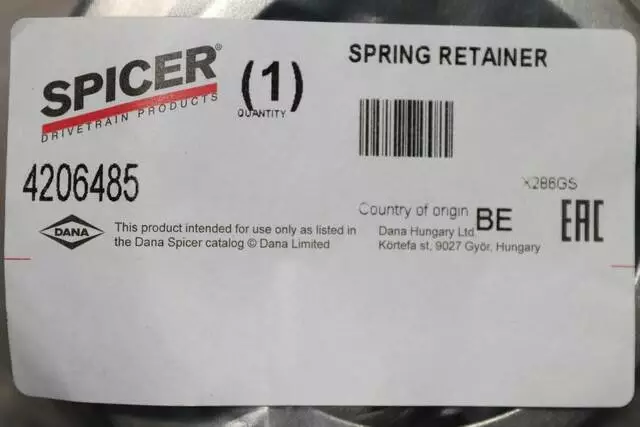 SPICER®
DRIVETRAIN PRODUCTS
(1)
QUANTITY
SPRING RETAINER
4206485
X286GS
DANA
This product intended for use only as listed in
the Dana Spicer catalog © Dana Limited
Country of origin BE
Dana Hungary Ltd
Körtefa st, 9027 Győr, Hungary
EAC